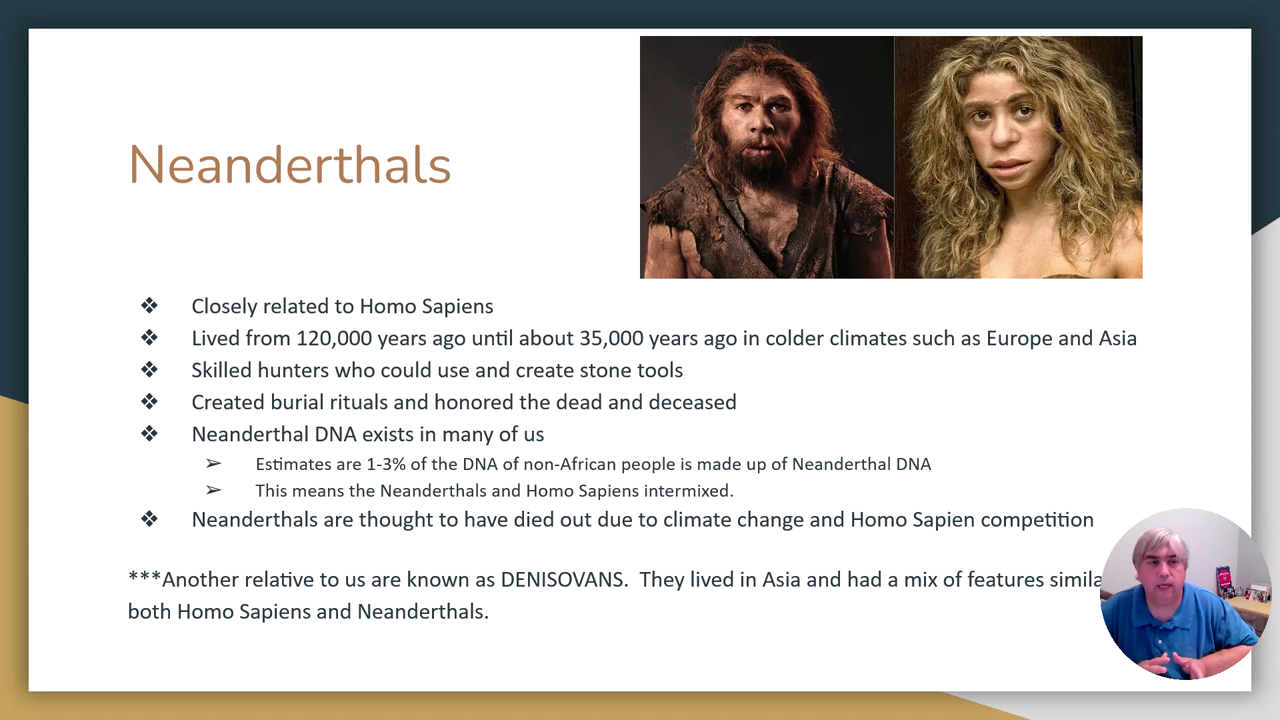 Neanderthals
❖ Closely related to Homo Sapiens
❖ Lived from 120,000 years ago until about 35,000 years ago in colder climates such as Europe and Asia
❖ Skilled hunters who could use and create stone tools
❖ Created burial rituals and honored the dead and deceased
❖ Neanderthal DNA exists in many of us
➢ Estimates are 1-3% of the DNA of non-African people is made up of Neanderthal DNA
➢ This means the Neanderthals and Homo Sapiens intermixed.
❖ Neanderthals are thought to have died out due to climate change and Homo Sapien competition
***Another relative to us are known as DENISOVANS. They lived in Asia and had a mix of features
both Homo Sapiens and Neanderthals.